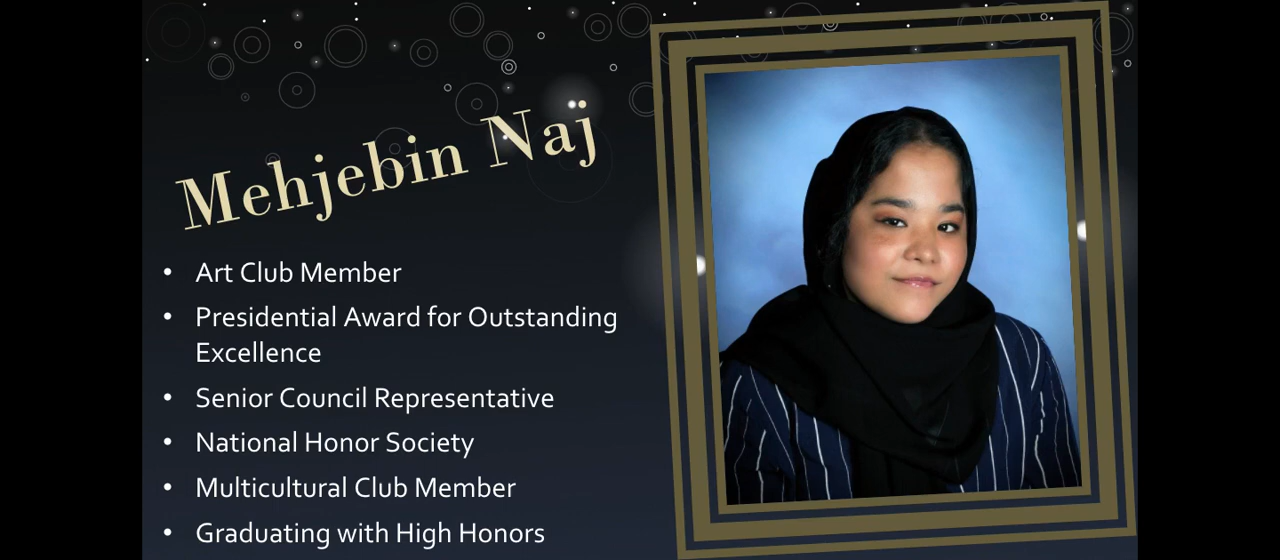 Mehjebin Naj
• Art Club Member
• Presidential Award for Outstanding
Excellence
• Senior Council Representative
• National Honor Society
• Multicultural Club Member
• Graduating with High Honors